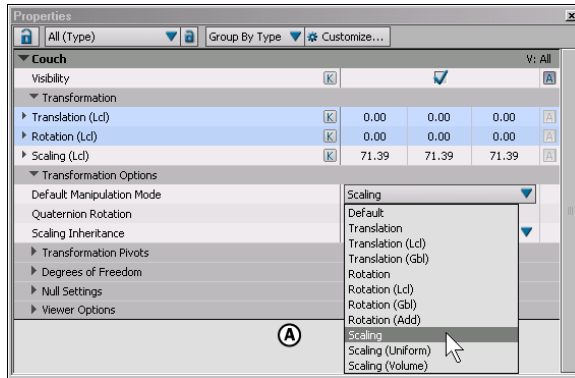 Properties
x
All (Type) Group By Type Customize...
Couch V: All
Visibility K A
Transformation
Translation (Lcl) K 0.00 0.00 0.00 A
Rotation (Lcl) K 0.00 0.00 0.00 A
Scaling (Lcl) K 71.39 71.39 71.39 A
Transformation Options
Default Manipulation Mode Scaling
Quaternion Rotation Default
Translation
Scaling Inheritance Translation (Lcl)
Transformation Pivots Translation (Gbl)
Degrees of Freedom Rotation
Rotation (Lcl)
Null Settings Rotation (Gbl)
Viewer Options Rotation (Add)
A Scaling
Scaling (Uniform)
Scaling (Volume)